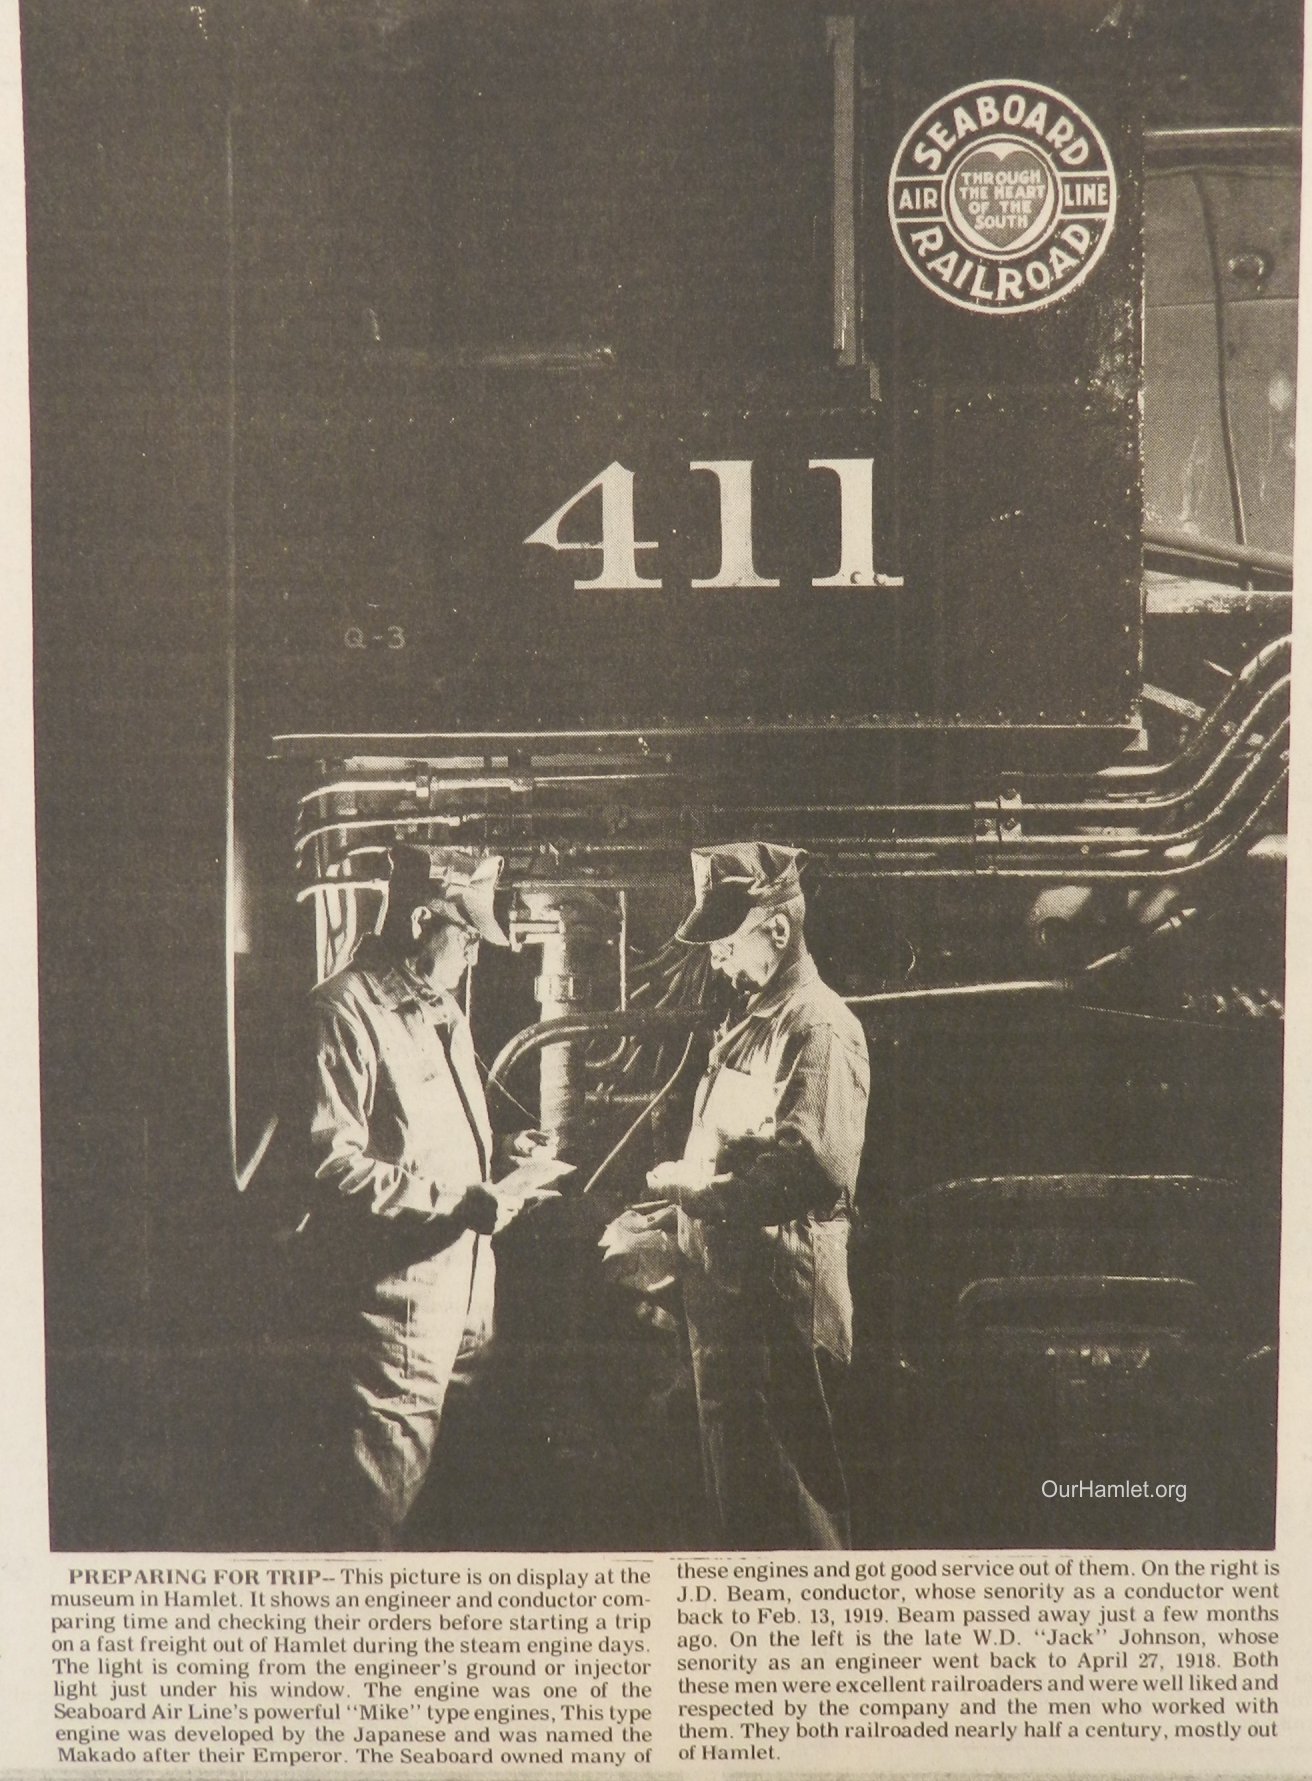 SEABOARD
AIR LINE
THROUGH
THE HEART
OF THE
SOUTH
RAILROAD
411
Q-3
OurHamlet.org
PREPARING FOR TRIP-- This picture is on display at the
museum in Hamlet. It shows an engineer and conductor com-
paring time and checking their orders before starting a trip
on a fast freight out of Hamlet during the steam engine days.
The light is coming from the engineer's ground or injector
light just under his window. The engine was one of the
Seaboard Air Line's powerful "Mike" type engines, This type
engine was developed by the Japanese and was named the
Makado after their Emperor. The Seaboard owned many of
these engines and got good service out of them. On the right is
J.D. Beam, conductor, whose senority as a conductor went
back to Feb. 13, 1919. Beam passed away just a few months
ago. On the left is the late W.D. "Jack" Johnson, whose
senority as an engineer went back to April 27, 1918. Both
these men were excellent railroaders and were well liked and
respected by the company and the men who worked with
them. They both railroaded nearly half a century, mostly out
of Hamlet.